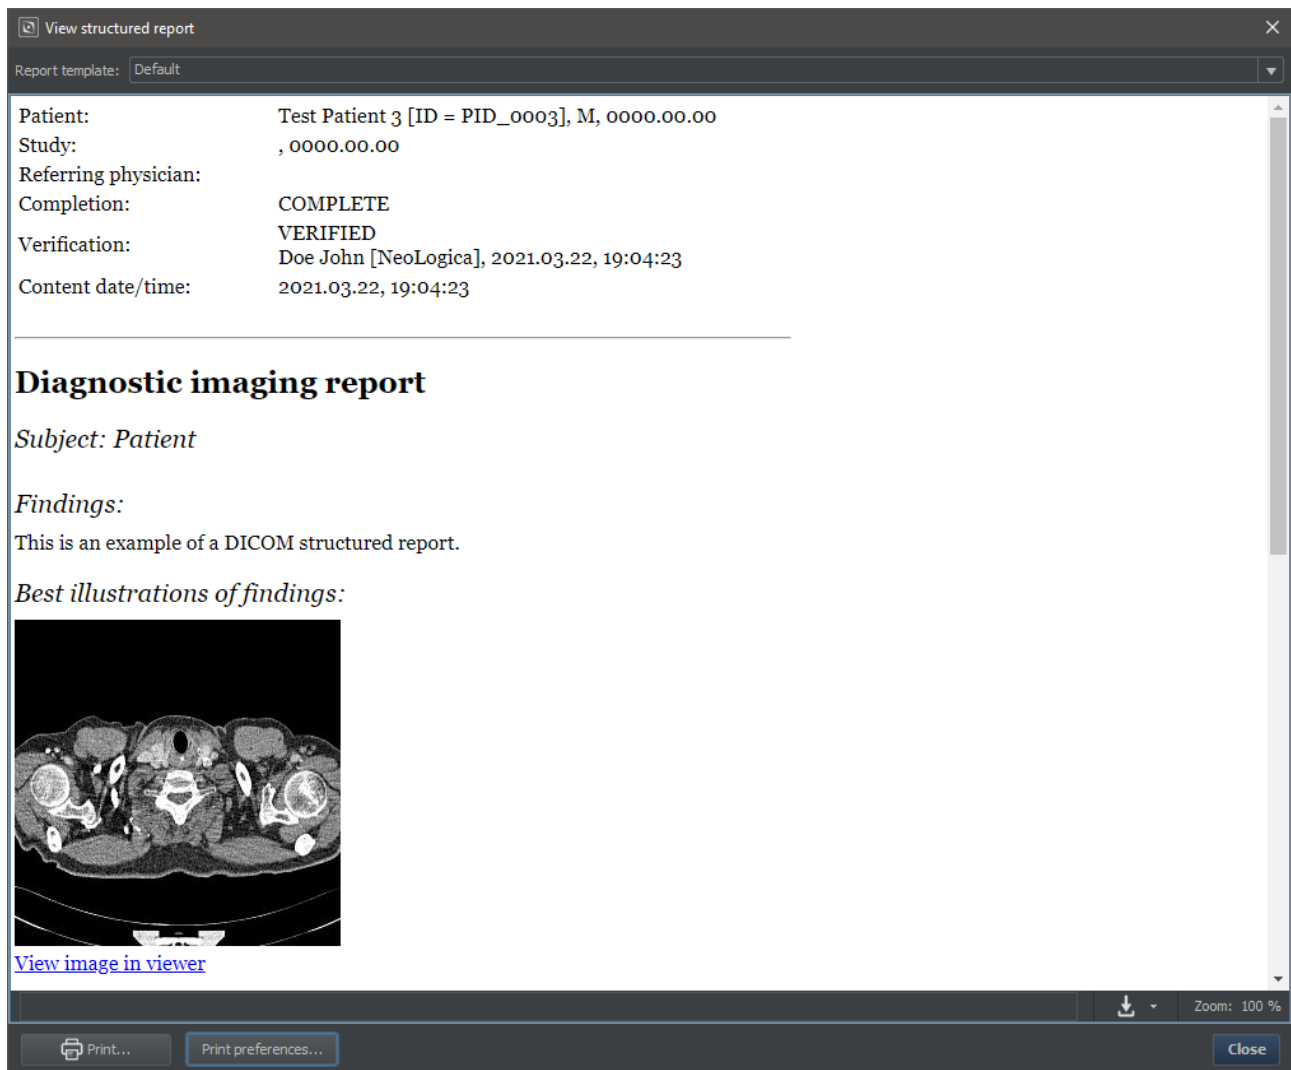 View structured report
Report template: Default
Patient: Test Patient 3 [ID = PID_0003], M, 0000.00.00
Study: , 0000.00.00
Referring physician:
Completion: COMPLETE
Verification: VERIFIED
Doe John [NeoLogica], 2021.03.22, 19:04:23
Content date/time: 2021.03.22, 19:04:23
Diagnostic imaging report
Subject: Patient
Findings:
This is an example of a DICOM structured report.
Best illustrations of findings:
View image in viewer
Zoom: 100 %
Print... Print preferences... Close